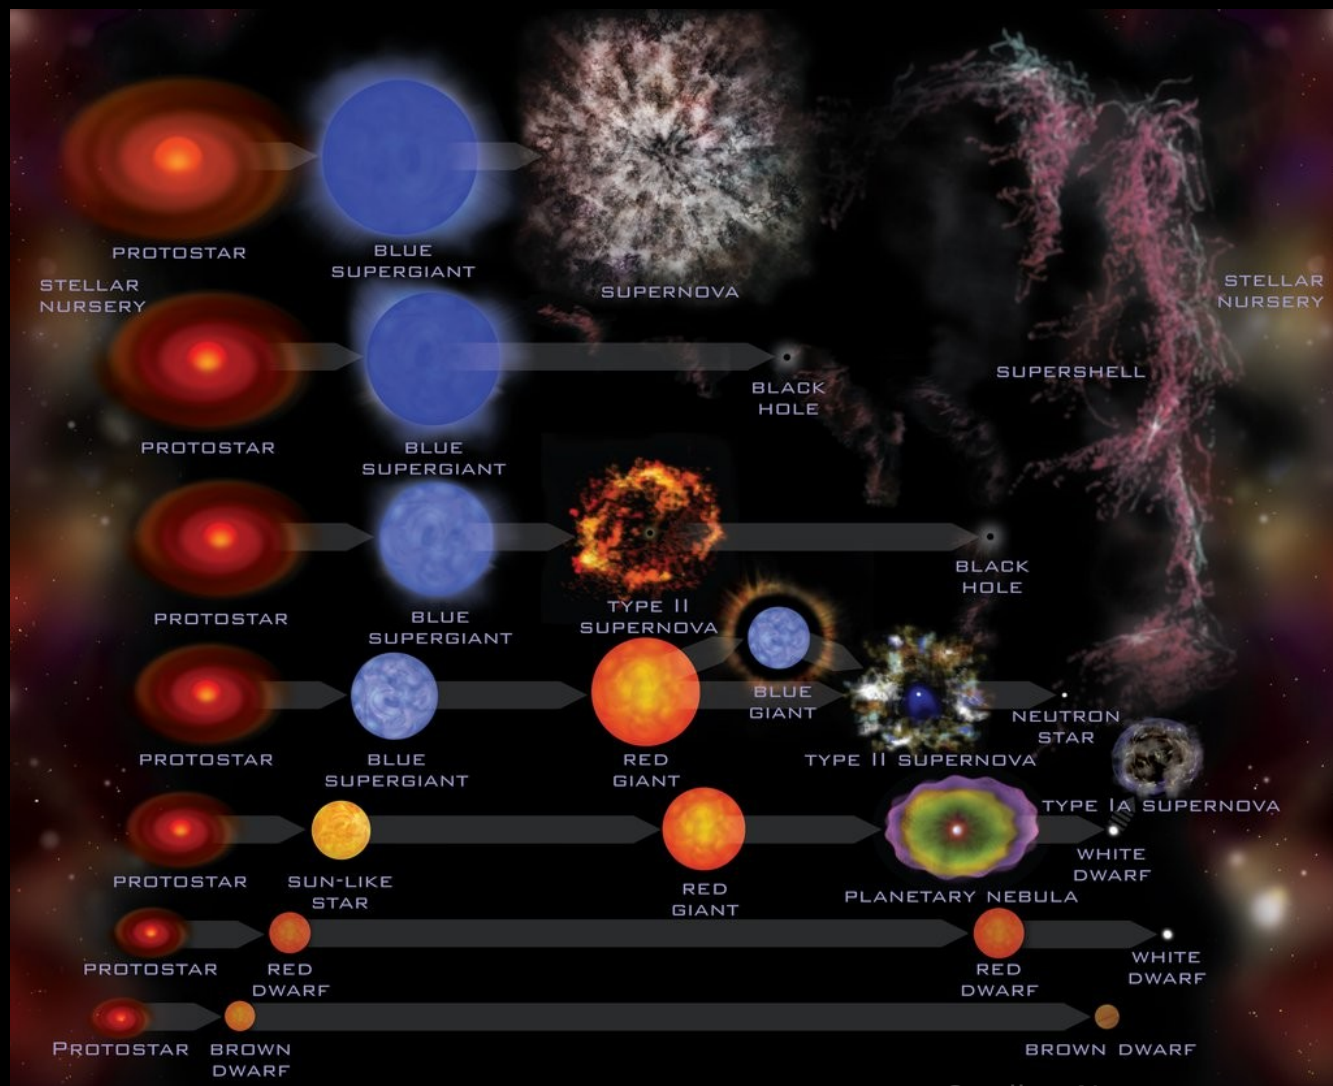 PROTOSTAR
BLUE
SUPERGIANT
SUPERNOVA
STELLAR
NURSERY
STELLAR
NURSERY
SUPERSHELL
PROTOSTAR
BLUE
SUPERGIANT
BLACK
HOLE
PROTOSTAR
BLUE
SUPERGIANT
TYPE II
SUPERNOVA
BLACK
HOLE
PROTOSTAR
BLUE
SUPERGIANT
RED
GIANT
BLUE
GIANT
TYPE II SUPERNOVA
NEUTRON
STAR
TYPE IA SUPERNOVA
PROTOSTAR
SUN-LIKE
STAR
RED
GIANT
PLANETARY NEBULA
WHITE
DWARF
PROTOSTAR
RED
DWARF
RED
DWARF
WHITE
DWARF
PROTOSTAR
BROWN
DWARF
BROWN DWARF